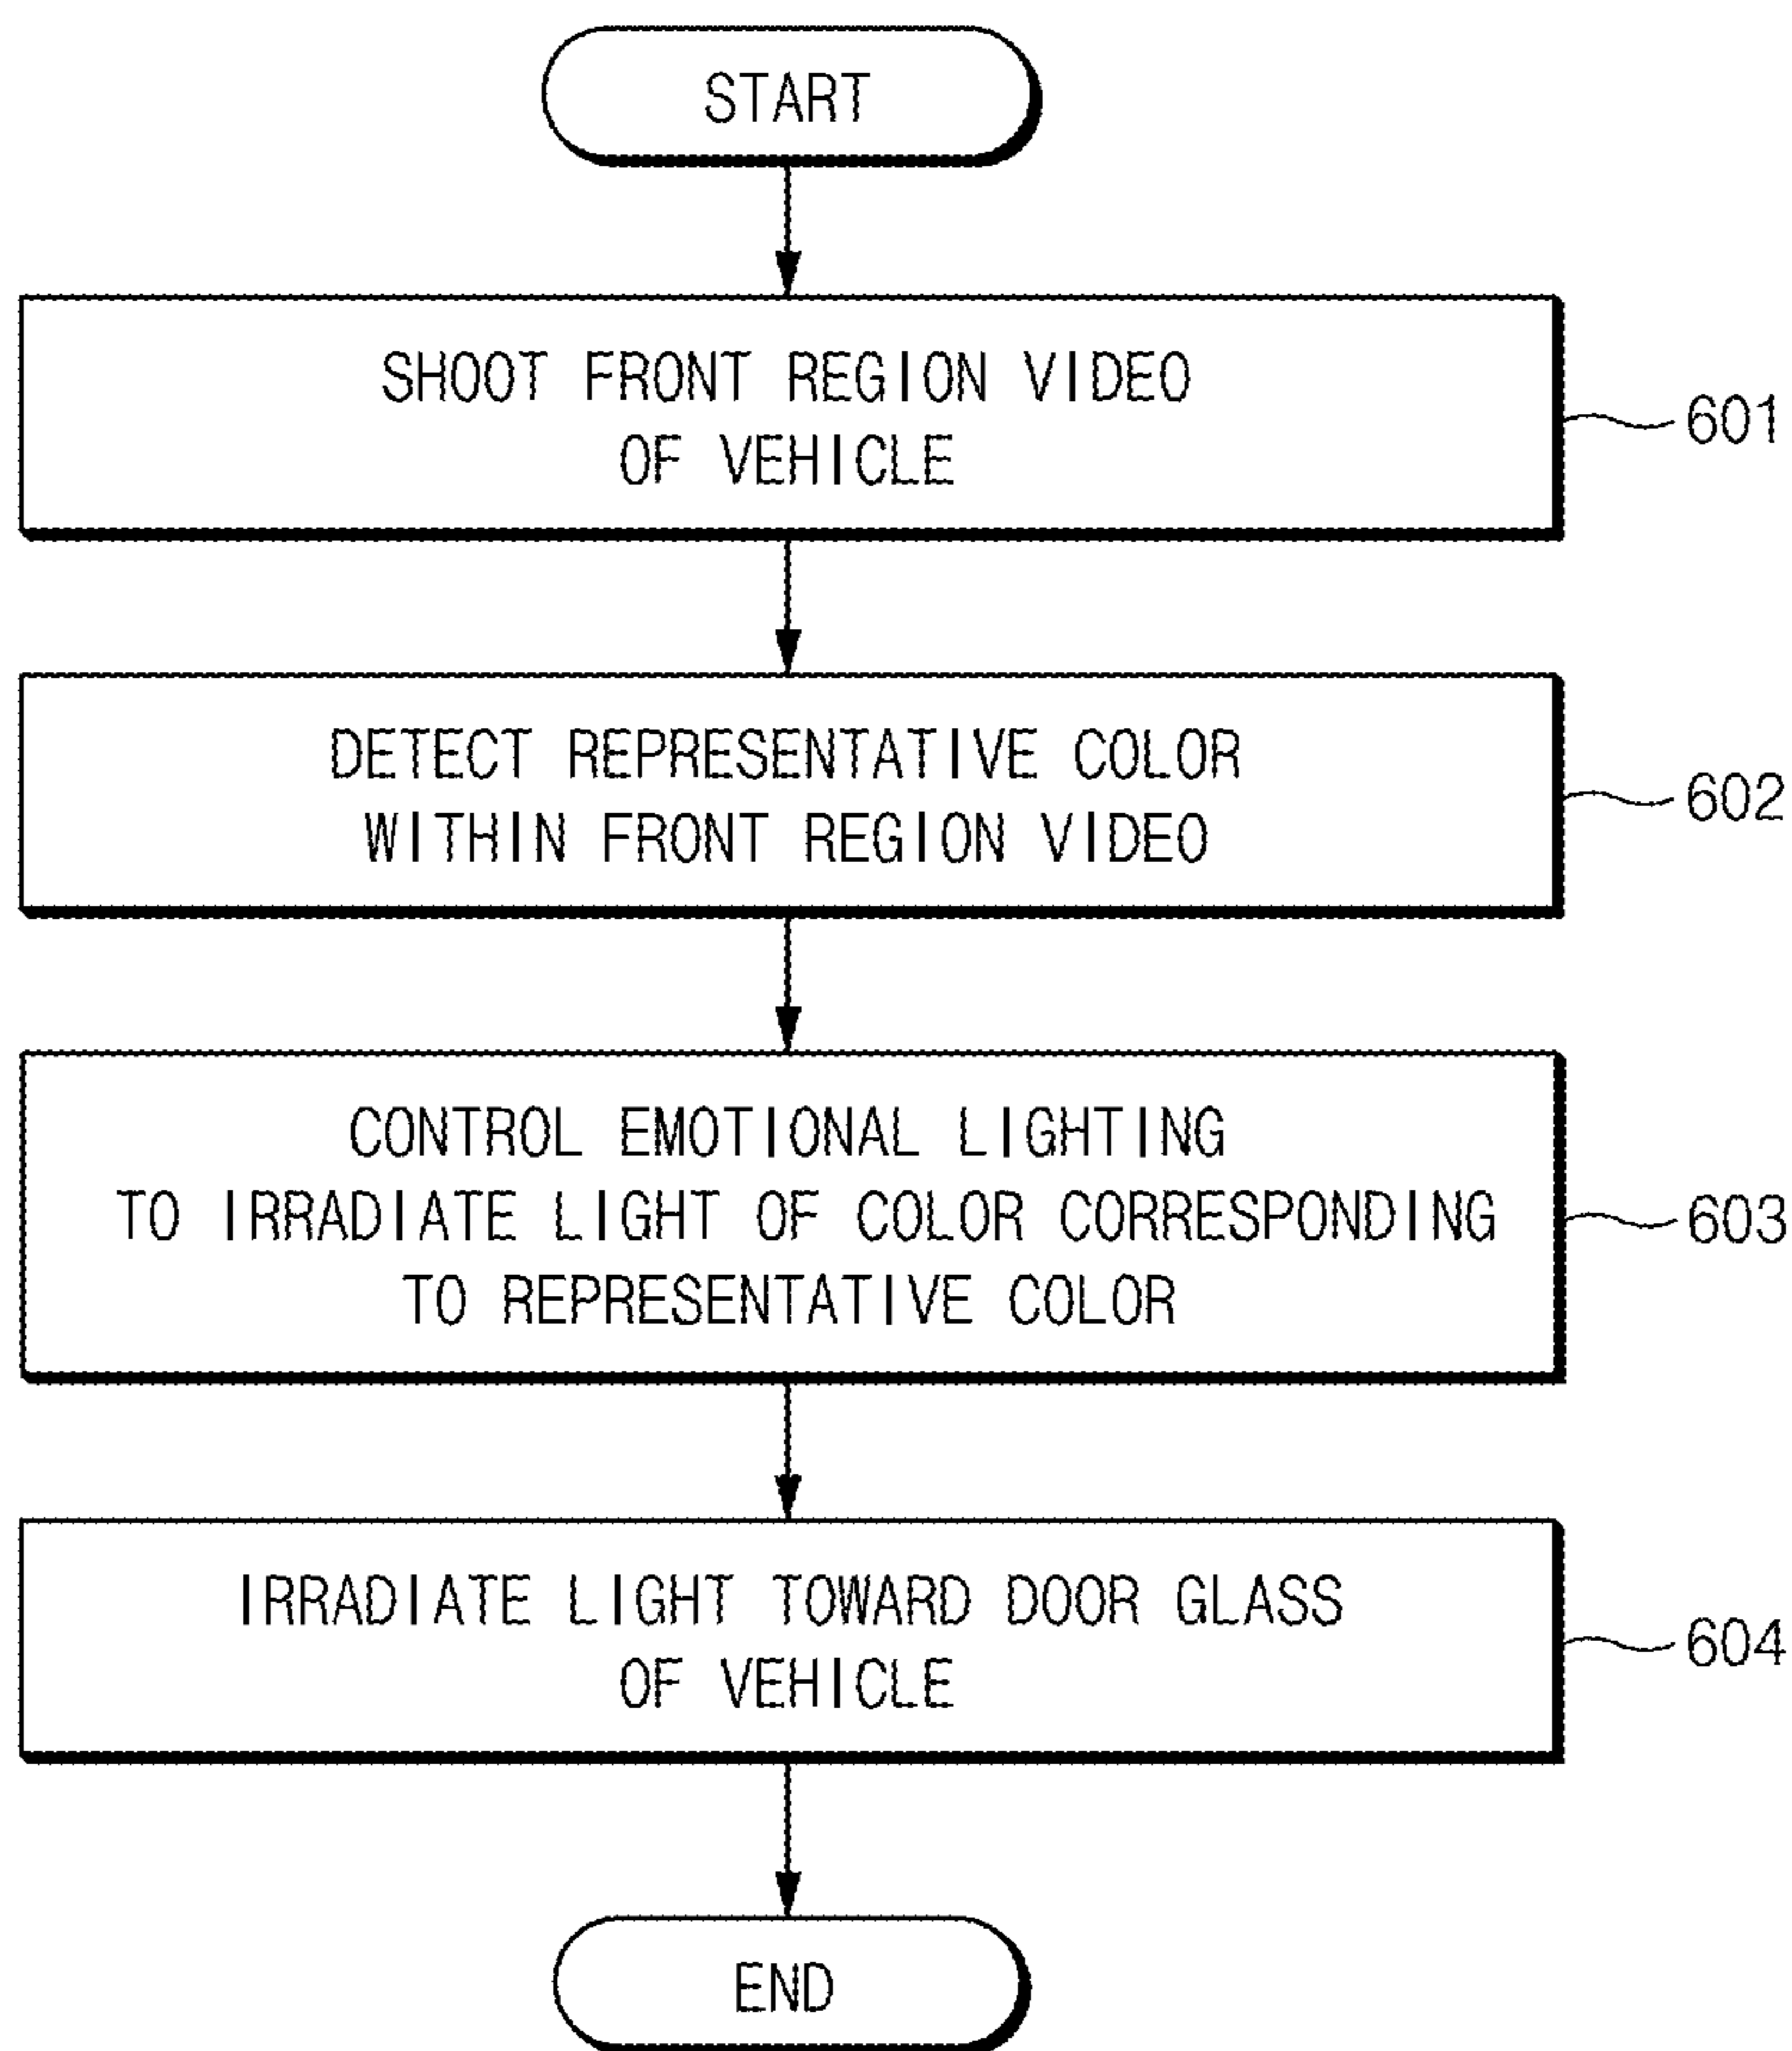 START
SHOOT FRONT REGION VIDEO
OF VEHICLE
601
DETECT REPRESENTATIVE COLOR
WITHIN FRONT REGION VIDEO
602
CONTROL EMOTIONAL LIGHTING
TO IRRADIATE LIGHT OF COLOR CORRESPONDING
TO REPRESENTATIVE COLOR
603
IRRADIATE LIGHT TOWARD DOOR GLASS
OF VEHICLE
604
END